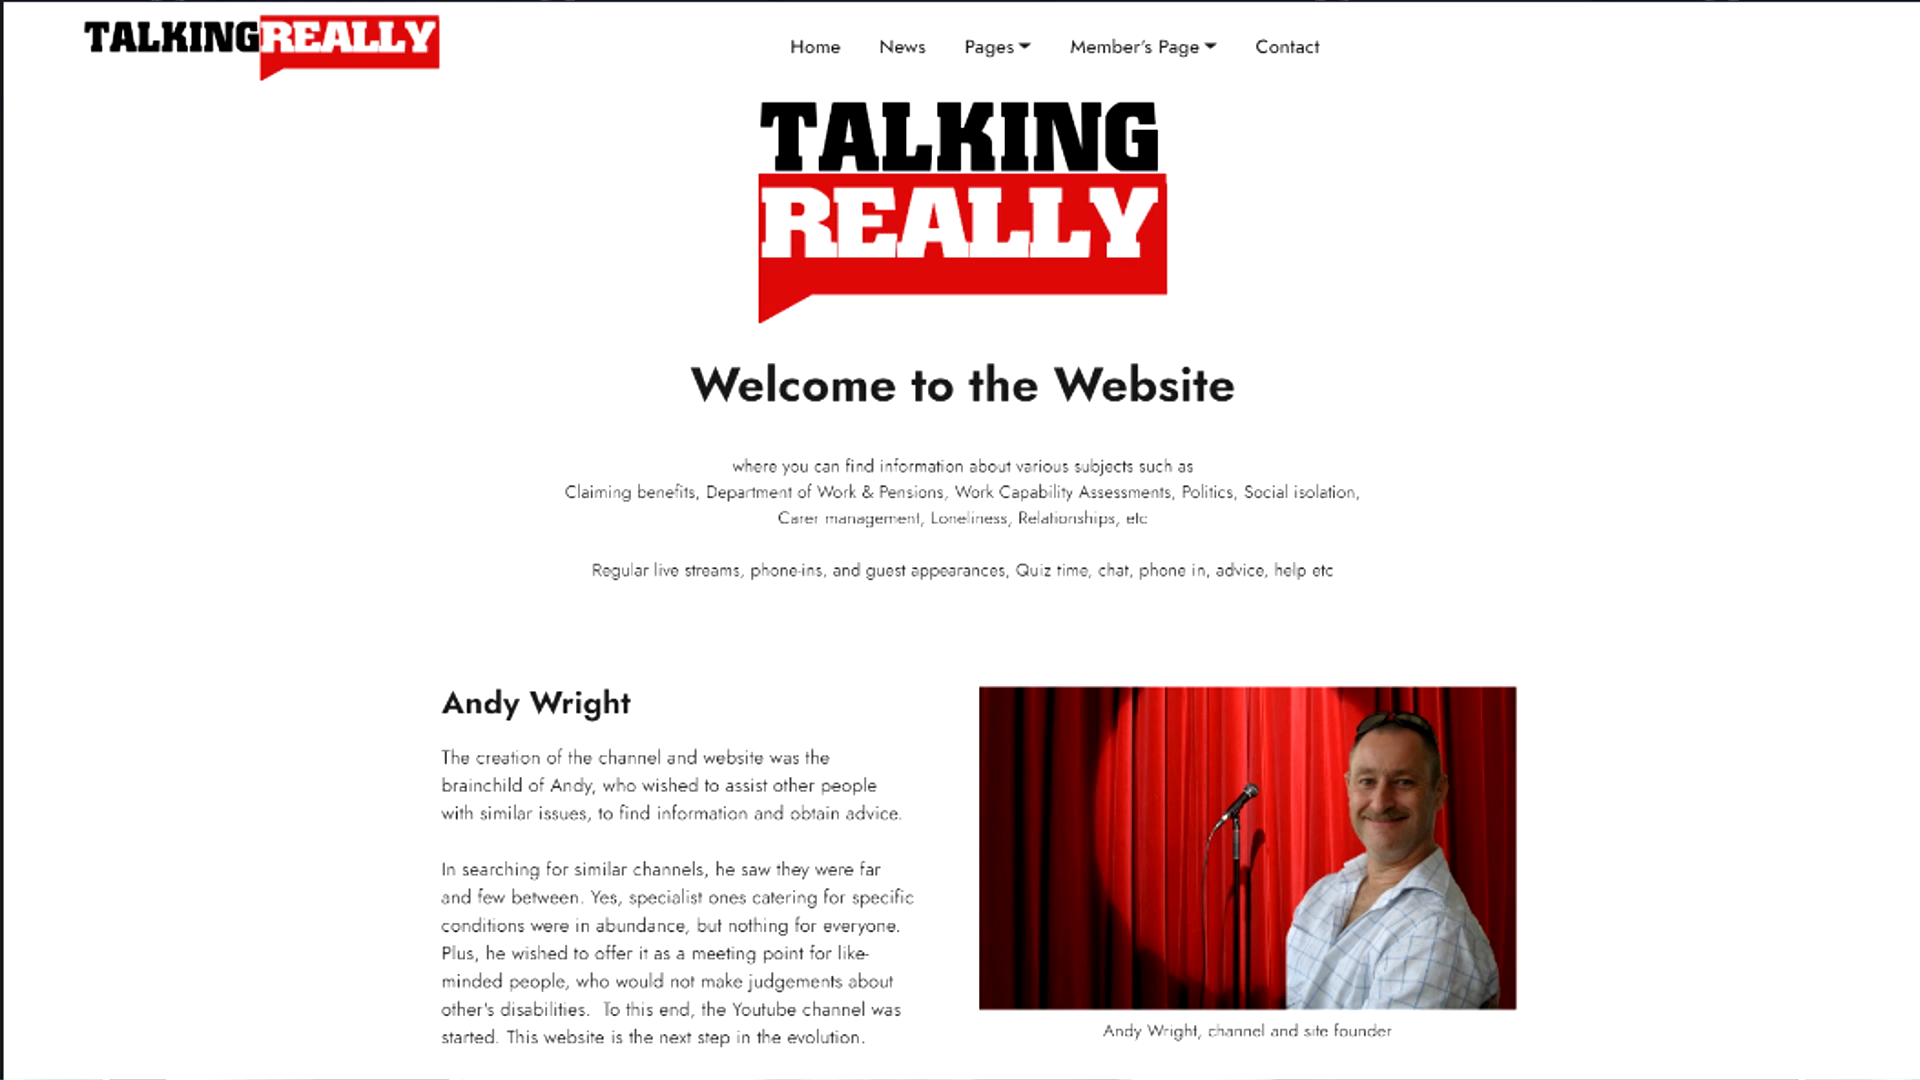 TALKINGREALLY
Home News Pages Member's Page Contact
TALKING
REALLY
Welcome to the Website
where you can find information about various subjects such as
Claiming benefits, Department of Work & Pensions, Work Capability Assessments, Politics, Social isolation,
Carer management, Loneliness, Relationships, etc
Regular live streams, phone-ins, and guest appearances, Quiz time, chat, phone in, advice, help etc
Andy Wright
The creation of the channel and website was the
brainchild of Andy, who wished to assist other people
with similar issues, to find information and obtain advice.
In searching for similar channels, he saw they were far
and few between. Yes, specialist ones catering for specific
conditions were in abundance, but nothing for everyone.
Plus, he wished to offer it as a meeting point for like-
minded people, who would not make judgements about
other's disabilities. To this end, the Youtube channel was
started. This website is the next step in the evolution.
Andy Wright, channel and site founder